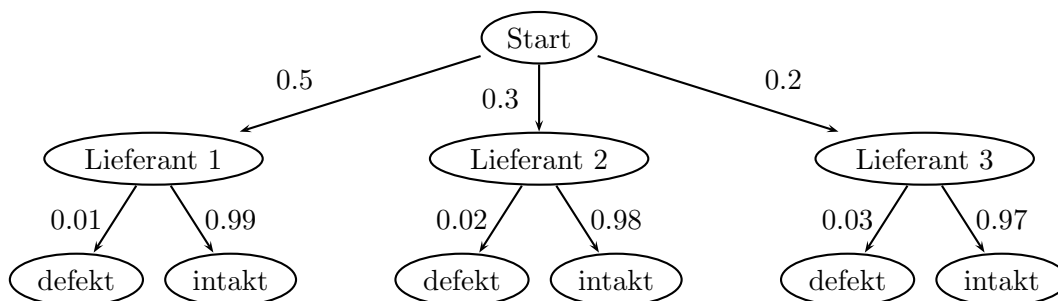 Start
0.5
0.3
0.2
Lieferant 1
Lieferant 2
Lieferant 3
0.01
0.99
0.02
0.98
0.03
0.97
defekt
intakt
defekt
intakt
defekt
intakt